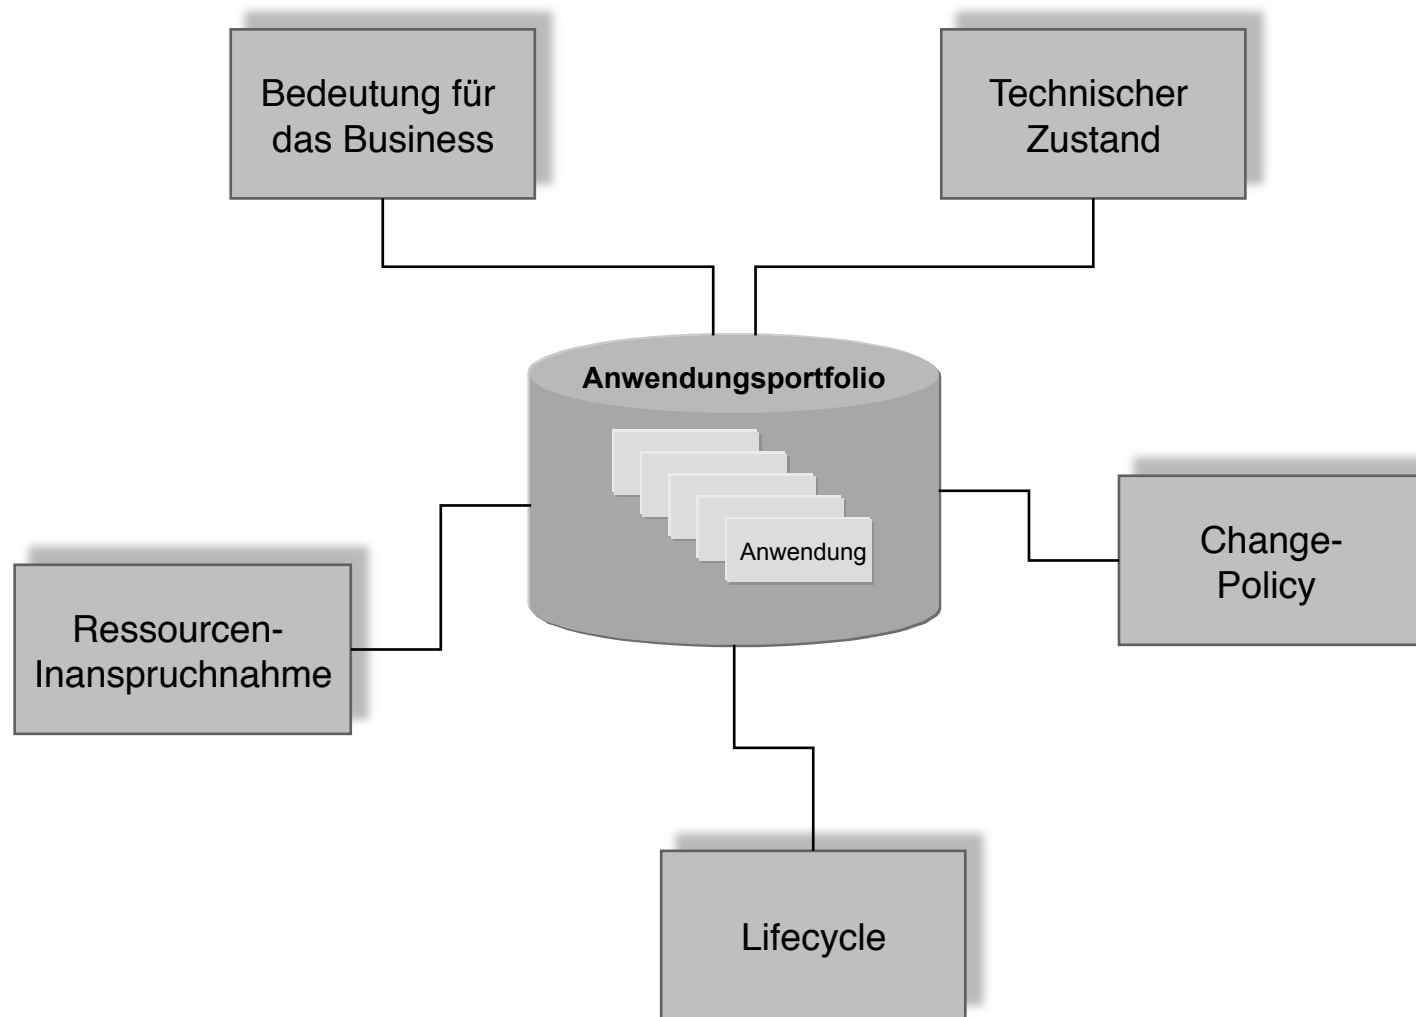 Bedeutung für
das Business
Technischer
Zustand
Anwendungsportfolio
Anwendung
Change-
Policy
Ressourcen-
Inanspruchnahme
Lifecycle